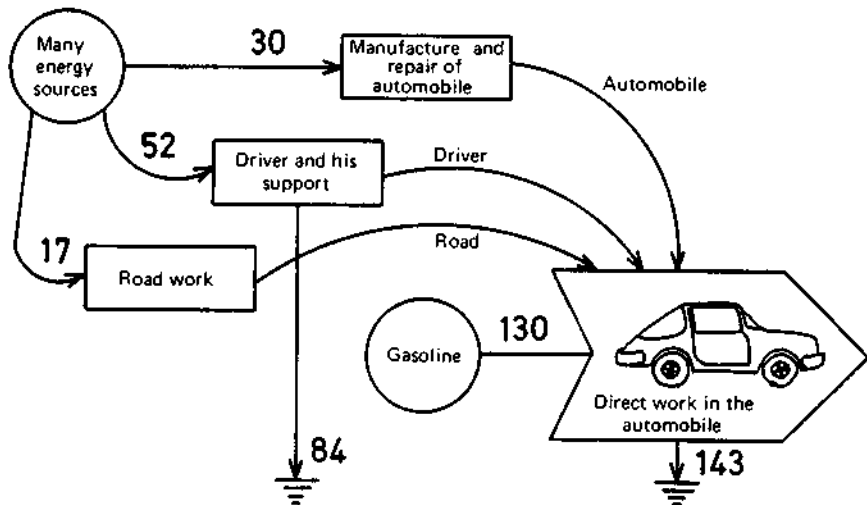 Many
energy
sources
30
Manufacture and
repair of
automobile
Automobile
52
Driver and his
support
Driver
17
Road work
Road
Gasoline
130
Direct work in the
automobile
84
143